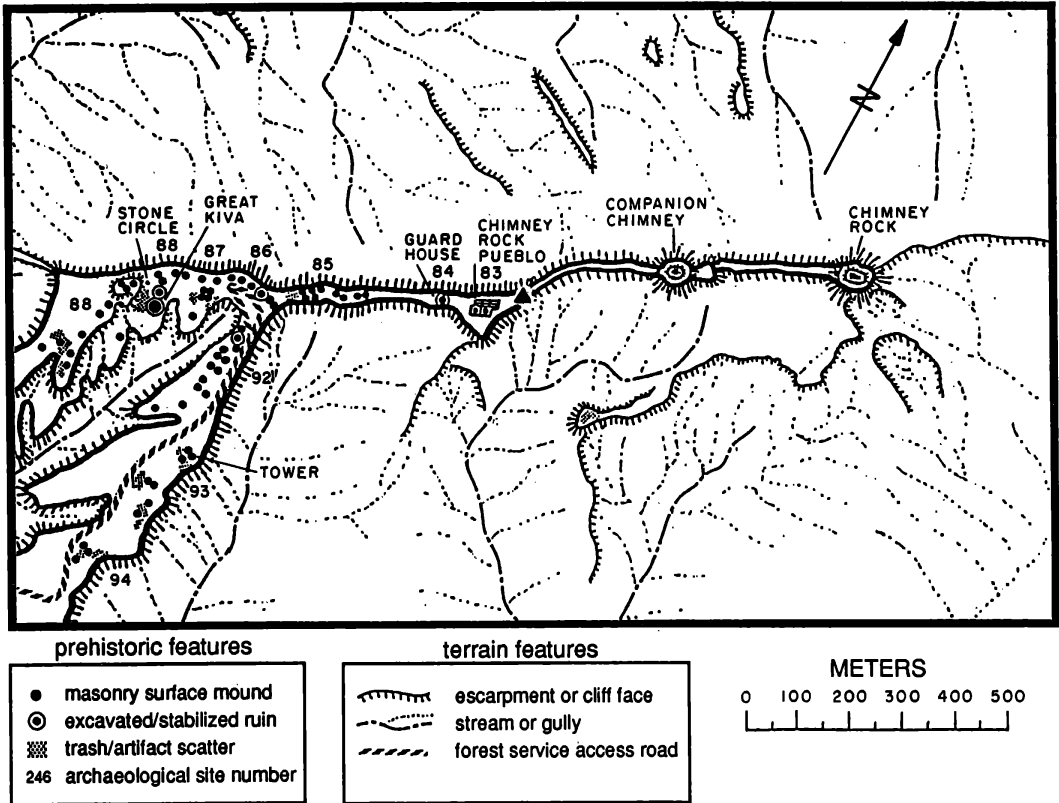 N
STONE
CIRCLE
GREAT
KIVA
88
87
86
88
85
GUARD
HOUSE
84
CHIMNEY
ROCK
PUEBLO
83
COMPANION
CHIMNEY
CHIMNEY
ROCK
92
TOWER
93
94
prehistoric features
masonry surface mound
excavated/stabilized ruin
trash/artifact scatter
246 archaeological site number
terrain features
escarpment or cliff face
stream or gully
forest service access road
METERS
0 100 200 300 400 500